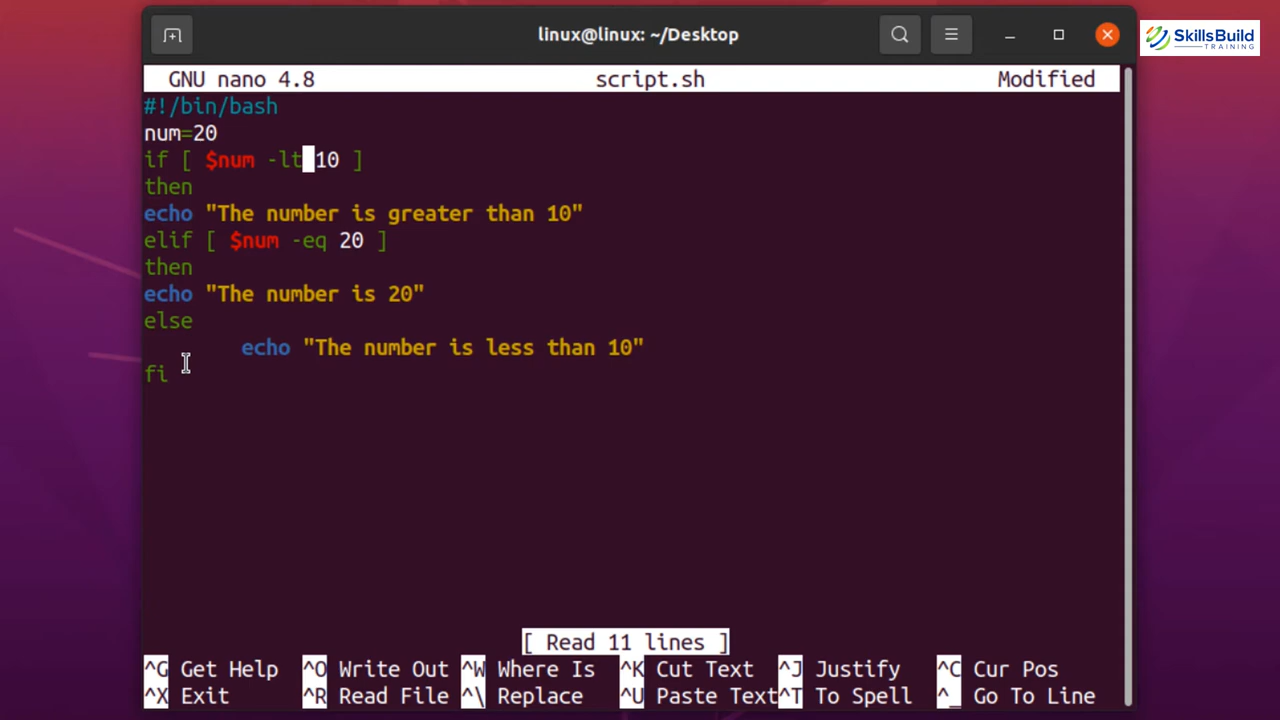 linux@linux: ~/Desktop
SkillsBuild
TRAINING
GNU nano 4.8 script.sh Modified
#!/bin/bash
num=20
if [ $num -lt 10 ]
then
echo "The number is greater than 10"
elif [ $num -eq 20 ]
then
echo "The number is 20"
else
echo "The number is less than 10"
fi
[ Read 11 lines ]
^G Get Help ^O Write Out ^W Where Is ^K Cut Text ^J Justify ^C Cur Pos
^X Exit ^R Read File ^\ Replace ^U Paste Text ^T To Spell ^_ Go To Line